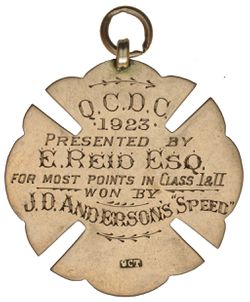 Q.C.D.C.
1923
PRESENTED BY
E. REID ESQ.
FOR MOST POINTS IN CLASS I & II
WON BY
J. D. ANDERSON'S "SPEED"
9CT